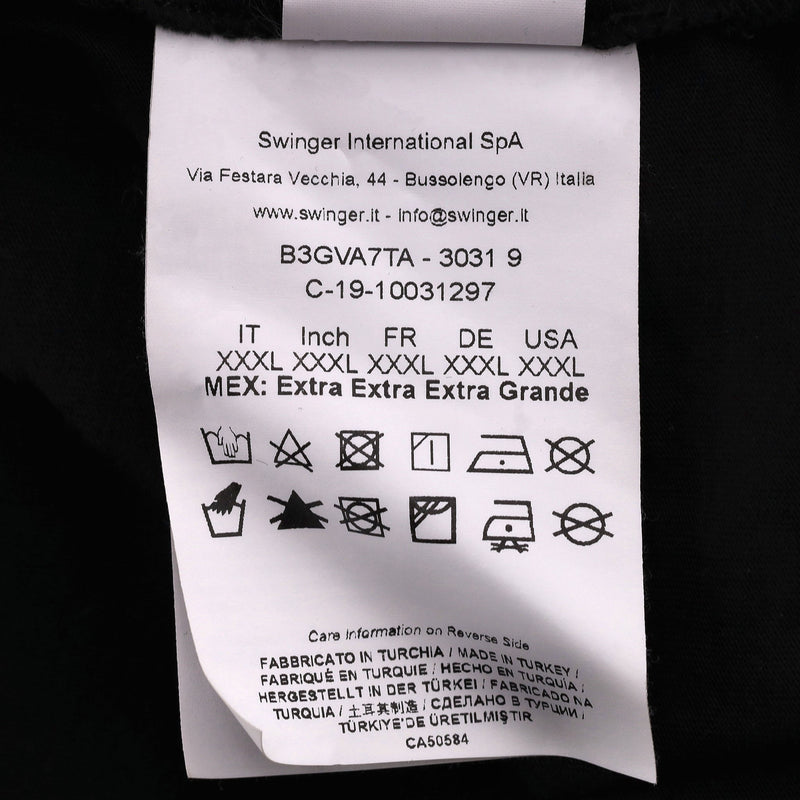 Swinger International SpA
Via Festara Vecchia, 44 - Bussolengo (VR) Italia
www.swinger.it - info@swinger.it
B3GVA7TA - 3031 9
C-19-10031297
IT Inch FR DE USA
XXXL XXXL XXXL XXXL XXXL
MEX: Extra Extra Extra Grande
Care Information on Reverse Side
FABBRICATO IN TURCHIA / MADE IN TURKEY /
FABRIQUÉ EN TURQUIE / HECHO EN TURQUÍA /
HERGESTELLT IN DER TÜRKEI / FABRICADO NA
TURQUIA / 土耳其制造 / СДЕЛАНО В ТУРЦИИ /
TÜRKİYE'DE ÜRETILMIŞTIR
CA50584